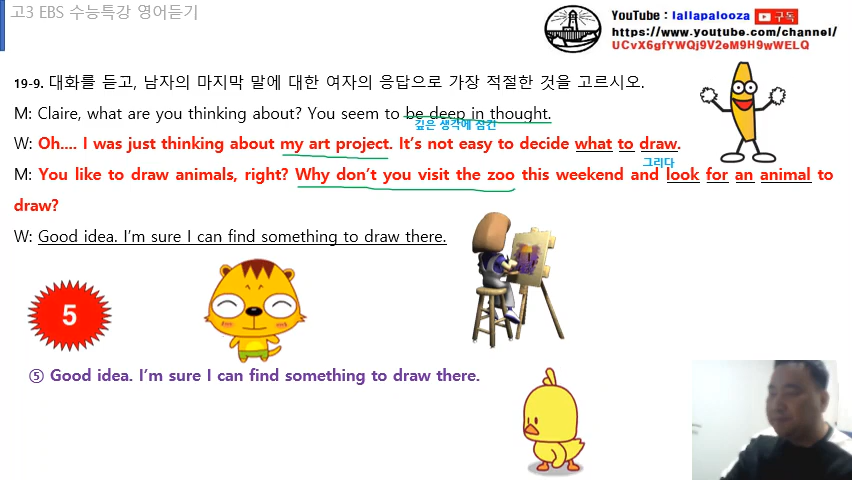 고3 EBS 수능특강 영어듣기
YouTube : lallapalooza 구독
https://www.youtube.com/channel/
UCvX6gfYWQj9V2eM9H9wWELQ
19-9. 대화를 듣고, 남자의 마지막 말에 대한 여자의 응답으로 가장 적절한 것을 고르시오.
M: Claire, what are you thinking about? You seem to be deep in thought.
깊은 생각에 잠긴
W: Oh.... I was just thinking about my art project. It's not easy to decide what to draw.
그리다
M: You like to draw animals, right? Why don't you visit the zoo this weekend and look for an animal to
draw?
W: Good idea. I'm sure I can find something to draw there.
5
⑤ Good idea. I'm sure I can find something to draw there.